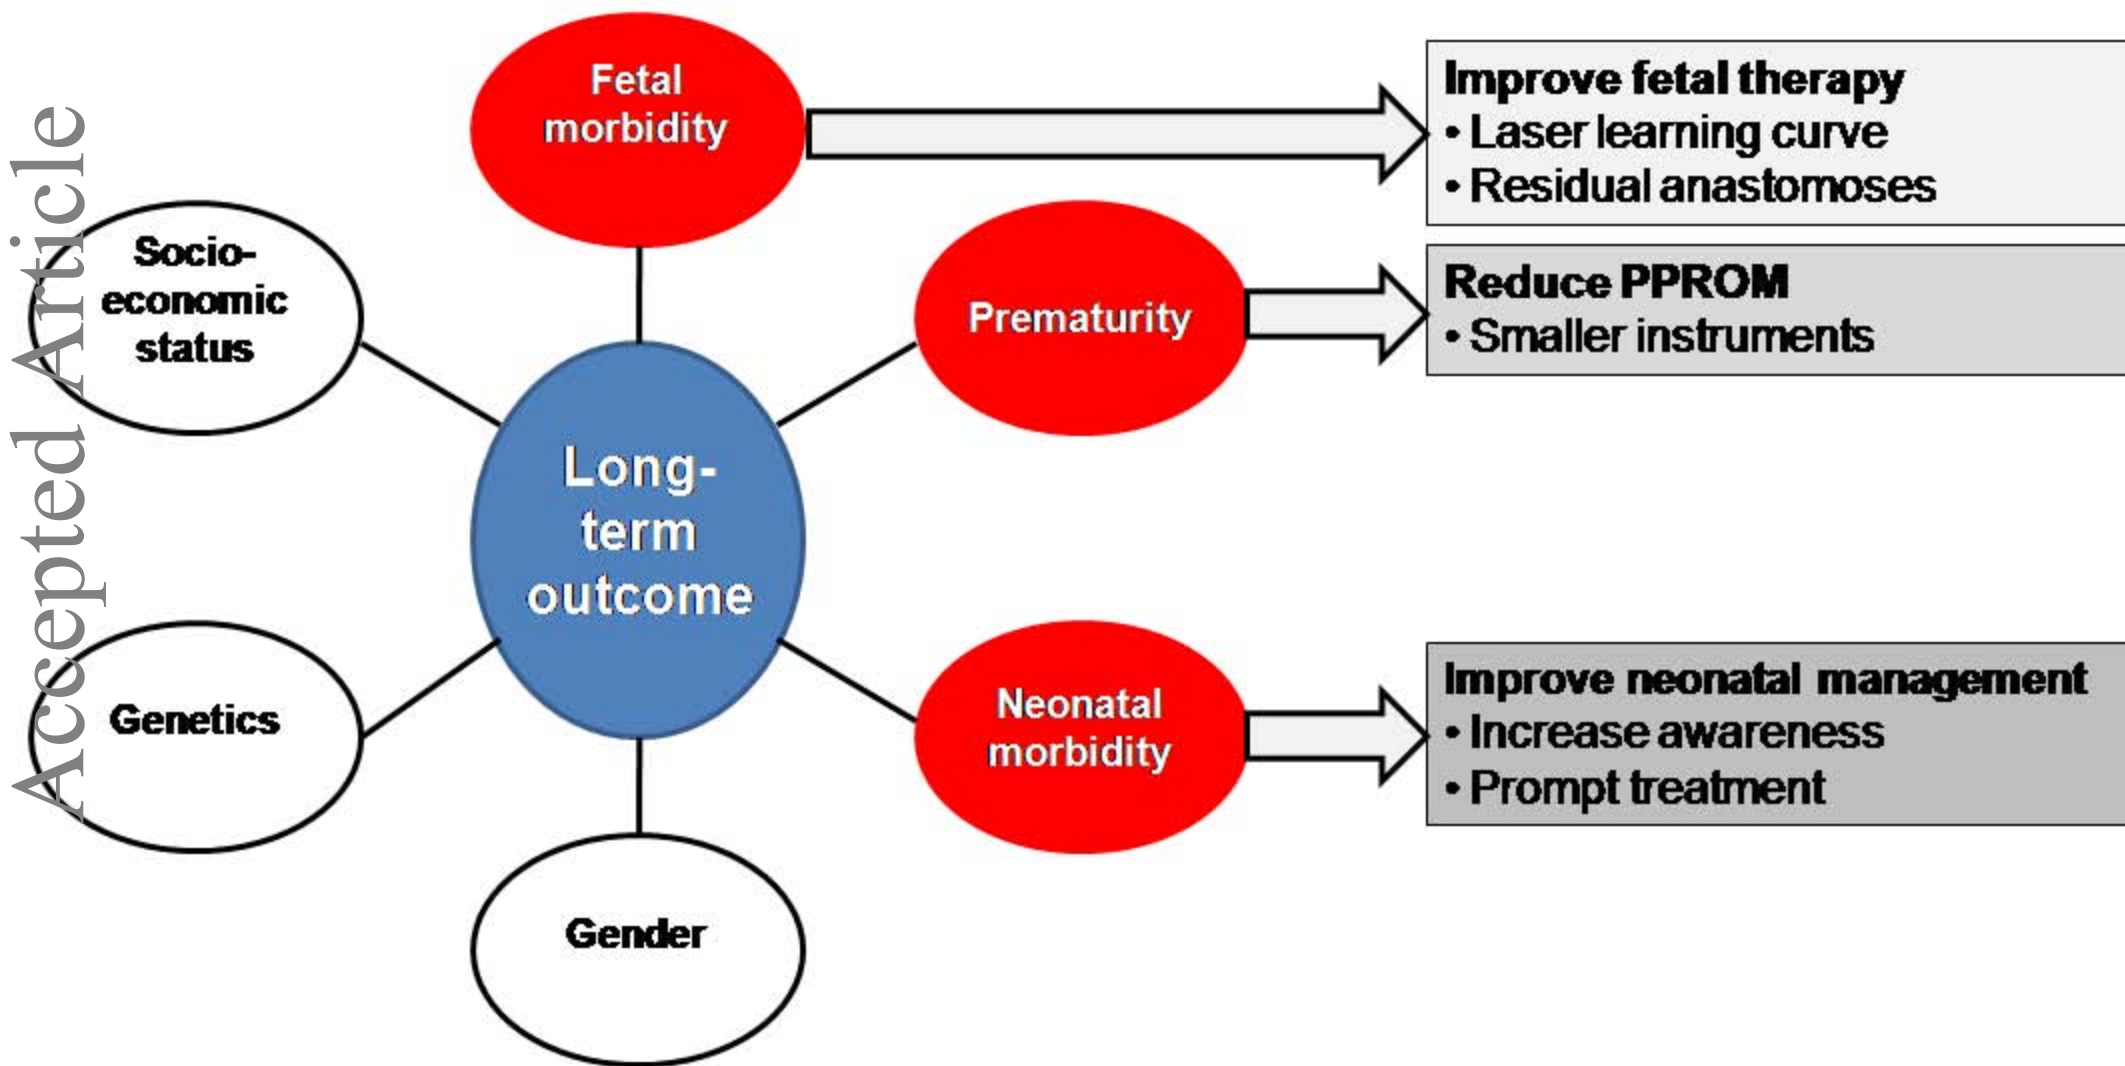 Accepted Article
Fetal
morbidity
Improve fetal therapy
• Laser learning curve
• Residual anastomoses
Socio-
economic
status
Prematurity
Reduce PPROM
• Smaller instruments
Long-
term
outcome
Genetics
Neonatal
morbidity
Improve neonatal management
• Increase awareness
• Prompt treatment
Gender